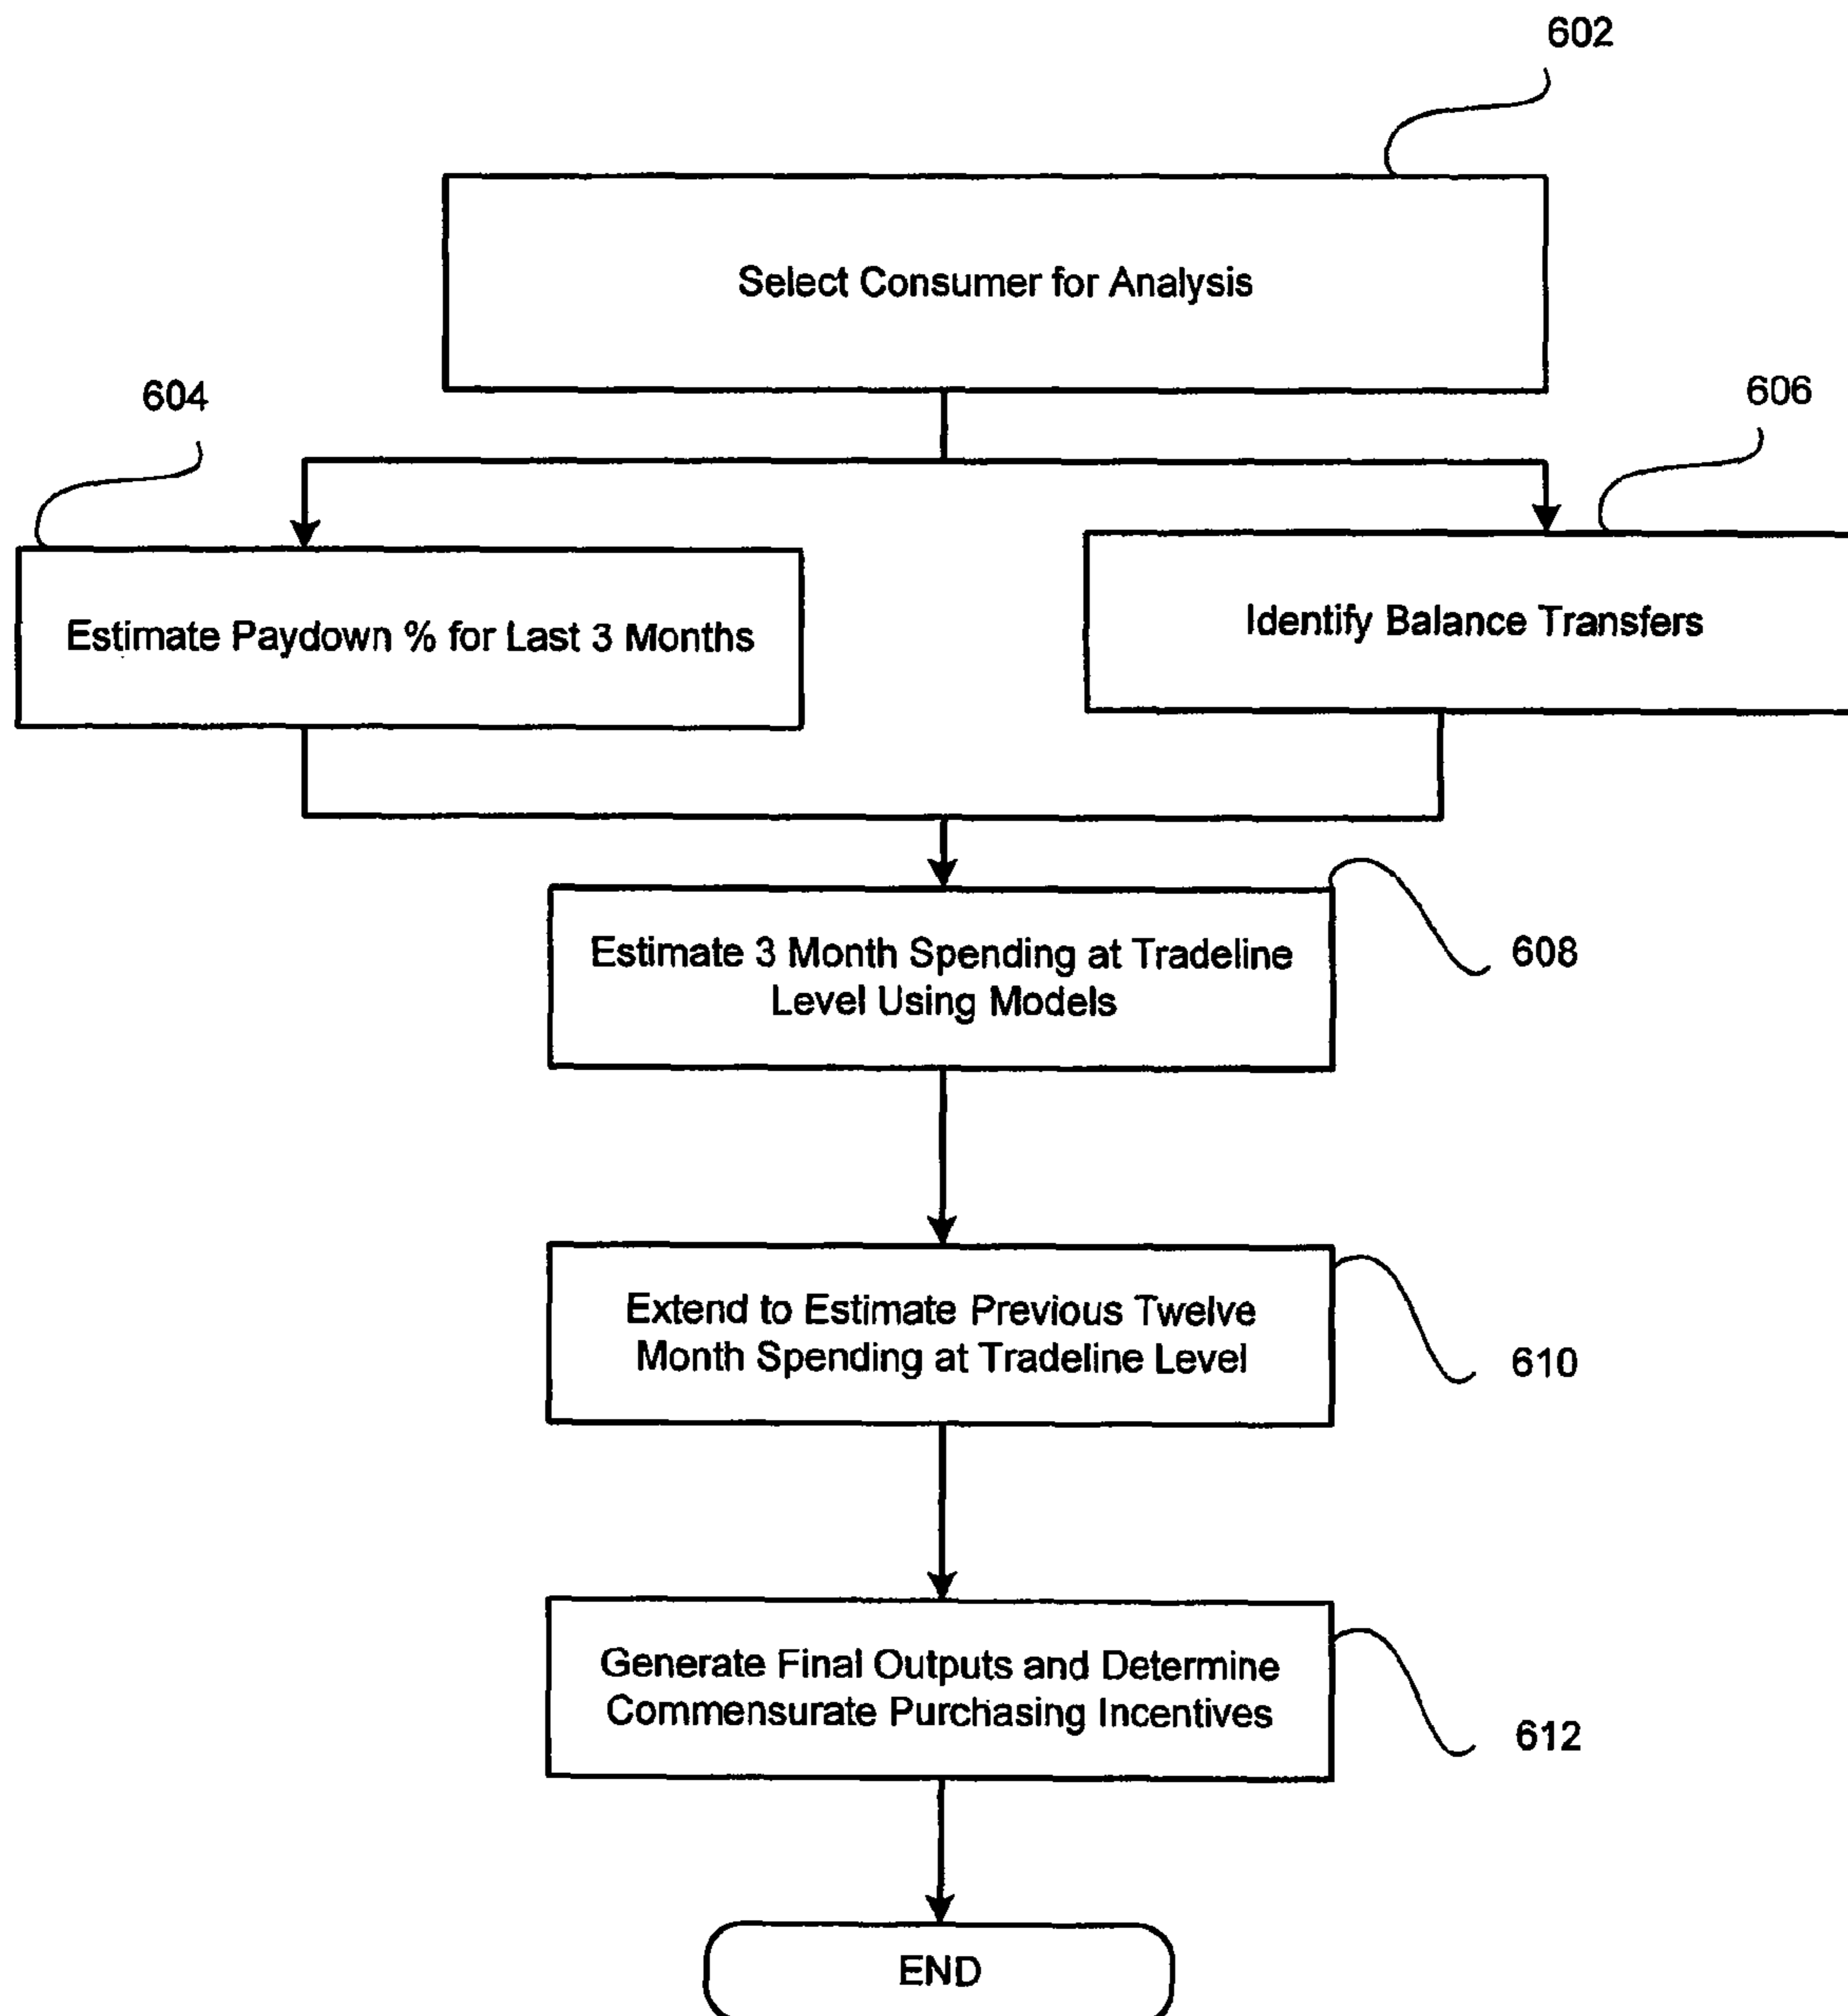 602
Select Consumer for Analysis
604
606
Estimate Paydown % for Last 3 Months
Identify Balance Transfers
Estimate 3 Month Spending at Tradeline
Level Using Models
608
Extend to Estimate Previous Twelve
Month Spending at Tradeline Level
610
Generate Final Outputs and Determine
Commensurate Purchasing Incentives
612
END